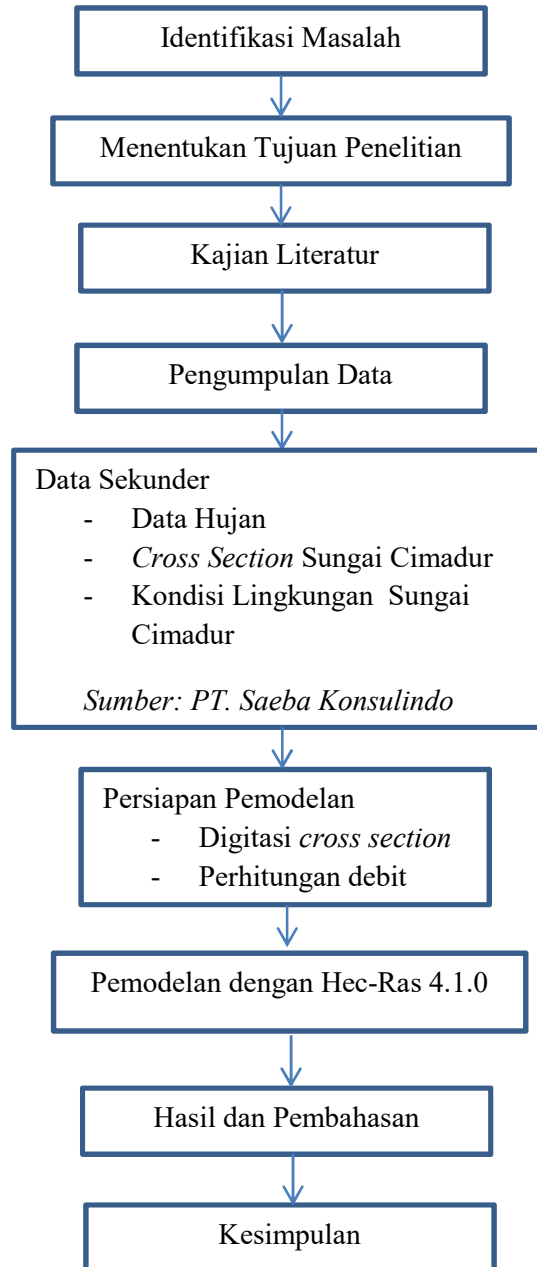 Identifikasi Masalah
Menentukan Tujuan Penelitian
Kajian Literatur
Pengumpulan Data
Data Sekunder
- Data Hujan
- Cross Section Sungai Cimadur
- Kondisi Lingkungan Sungai
Cimadur
Sumber: PT. Saeba Konsulindo
Persiapan Pemodelan
- Digitasi cross section
- Perhitungan debit
Pemodelan dengan Hec-Ras 4.1.0
Hasil dan Pembahasan
Kesimpulan